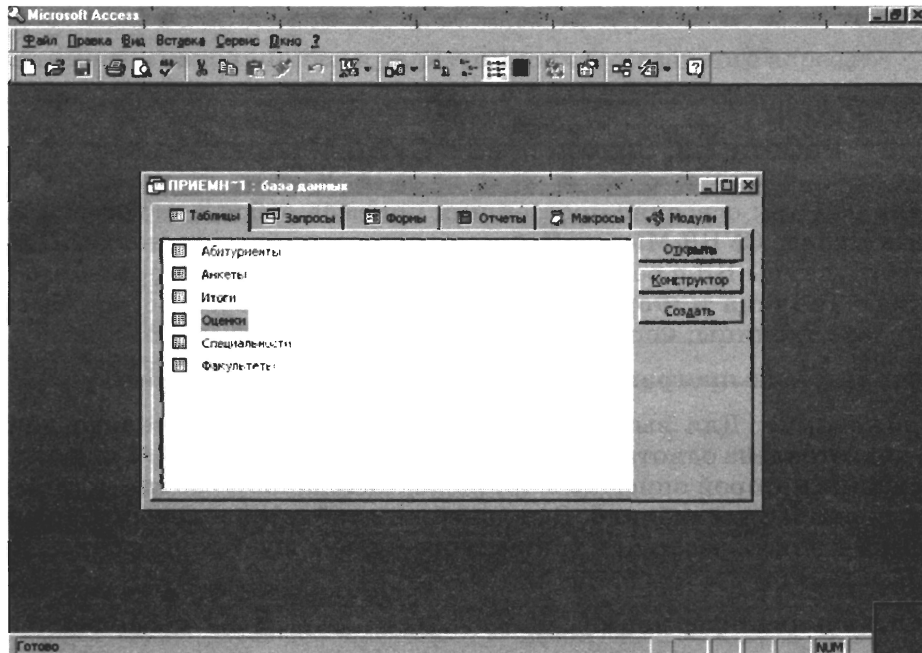 Microsoft Access
Файл Правка Вид Вставка Сервис Окно ?
ПРИЕМН~1 : база данных
Таблицы Запросы Формы Отчеты Макросы Модули
Абитуриенты
Анкеты
Итоги
Оценки
Специальности
Факультеты
Открыть
Конструктор
Создать
Готово
NUM